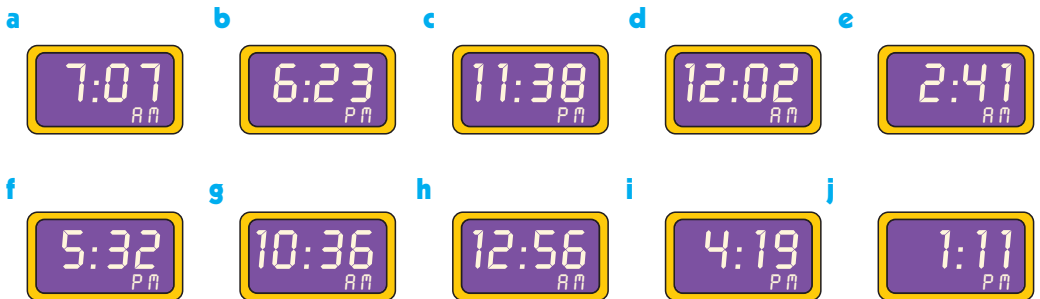 a b c d e
7:07 6:23 11:38 12:02 2:41
AM PM PM AM AM
f g h i j
5:32 10:36 12:56 4:19 1:11
PM AM AM PM PM